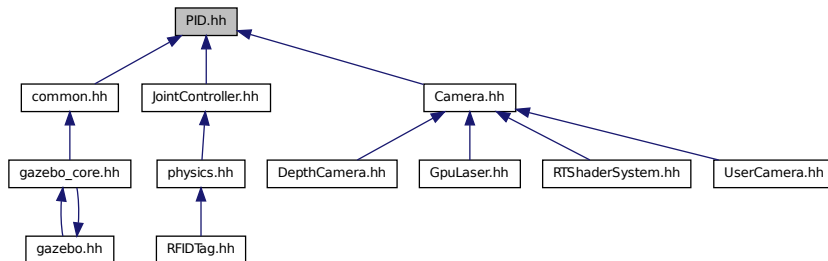 PID.hh
common.hh
JointController.hh
Camera.hh
gazebo_core.hh
physics.hh
DepthCamera.hh
GpuLaser.hh
RTShaderSystem.hh
UserCamera.hh
gazebo.hh
RFIDTag.hh